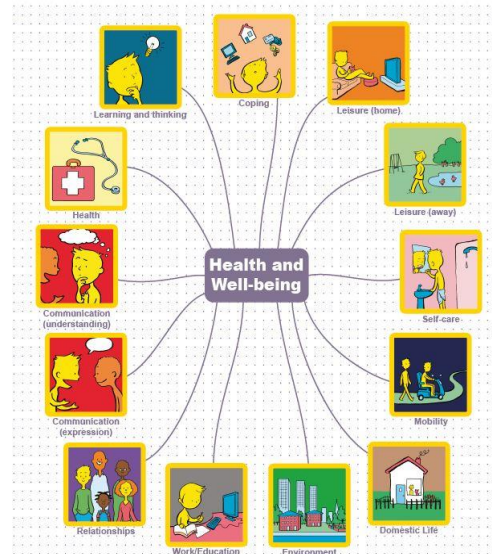 Learning and thinking
Coping
Leisure (home)
Health
Leisure (away)
Health and
Well-being
Communication
(understanding)
Self-care
Communication
(expression)
Mobility
Relationships
Work/Education
Environment
Domestic Life